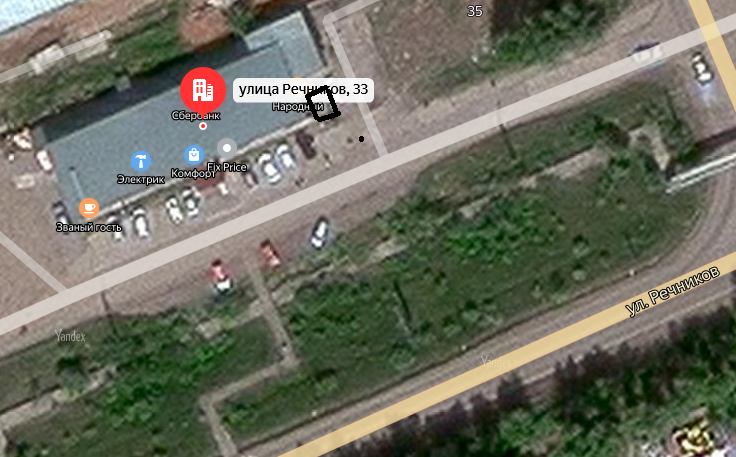 35
улица Речников, 33
Народный
Сбербанк
Fix Price
Комфорт
Электрик
Званый гость
ул. Речников
Yandex